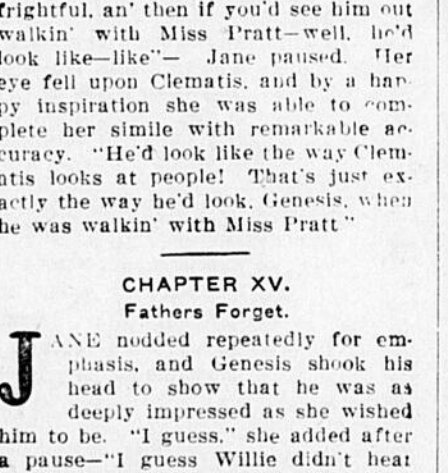 frightful, an' then if you'd see him out
walkin' with Miss Pratt—well, he'd
look like—like"— Jane paused. Her
eye fell upon Clematis, and by a hap-
py inspiration she was able to com-
plete her simile with remarkable ac-
curacy. "He'd look like the way Clem-
atis looks at people! That's just ex-
actly the way he'd look, Genesis, when
he was walkin' with Miss Pratt"
CHAPTER XV.
Fathers Forget.
JANE nodded repeatedly for em-
phasis, and Genesis shook his
head to show that he was as
deeply impressed as she wished
him to be. "I guess," she added after
a pause—"I guess Willie didn't hear